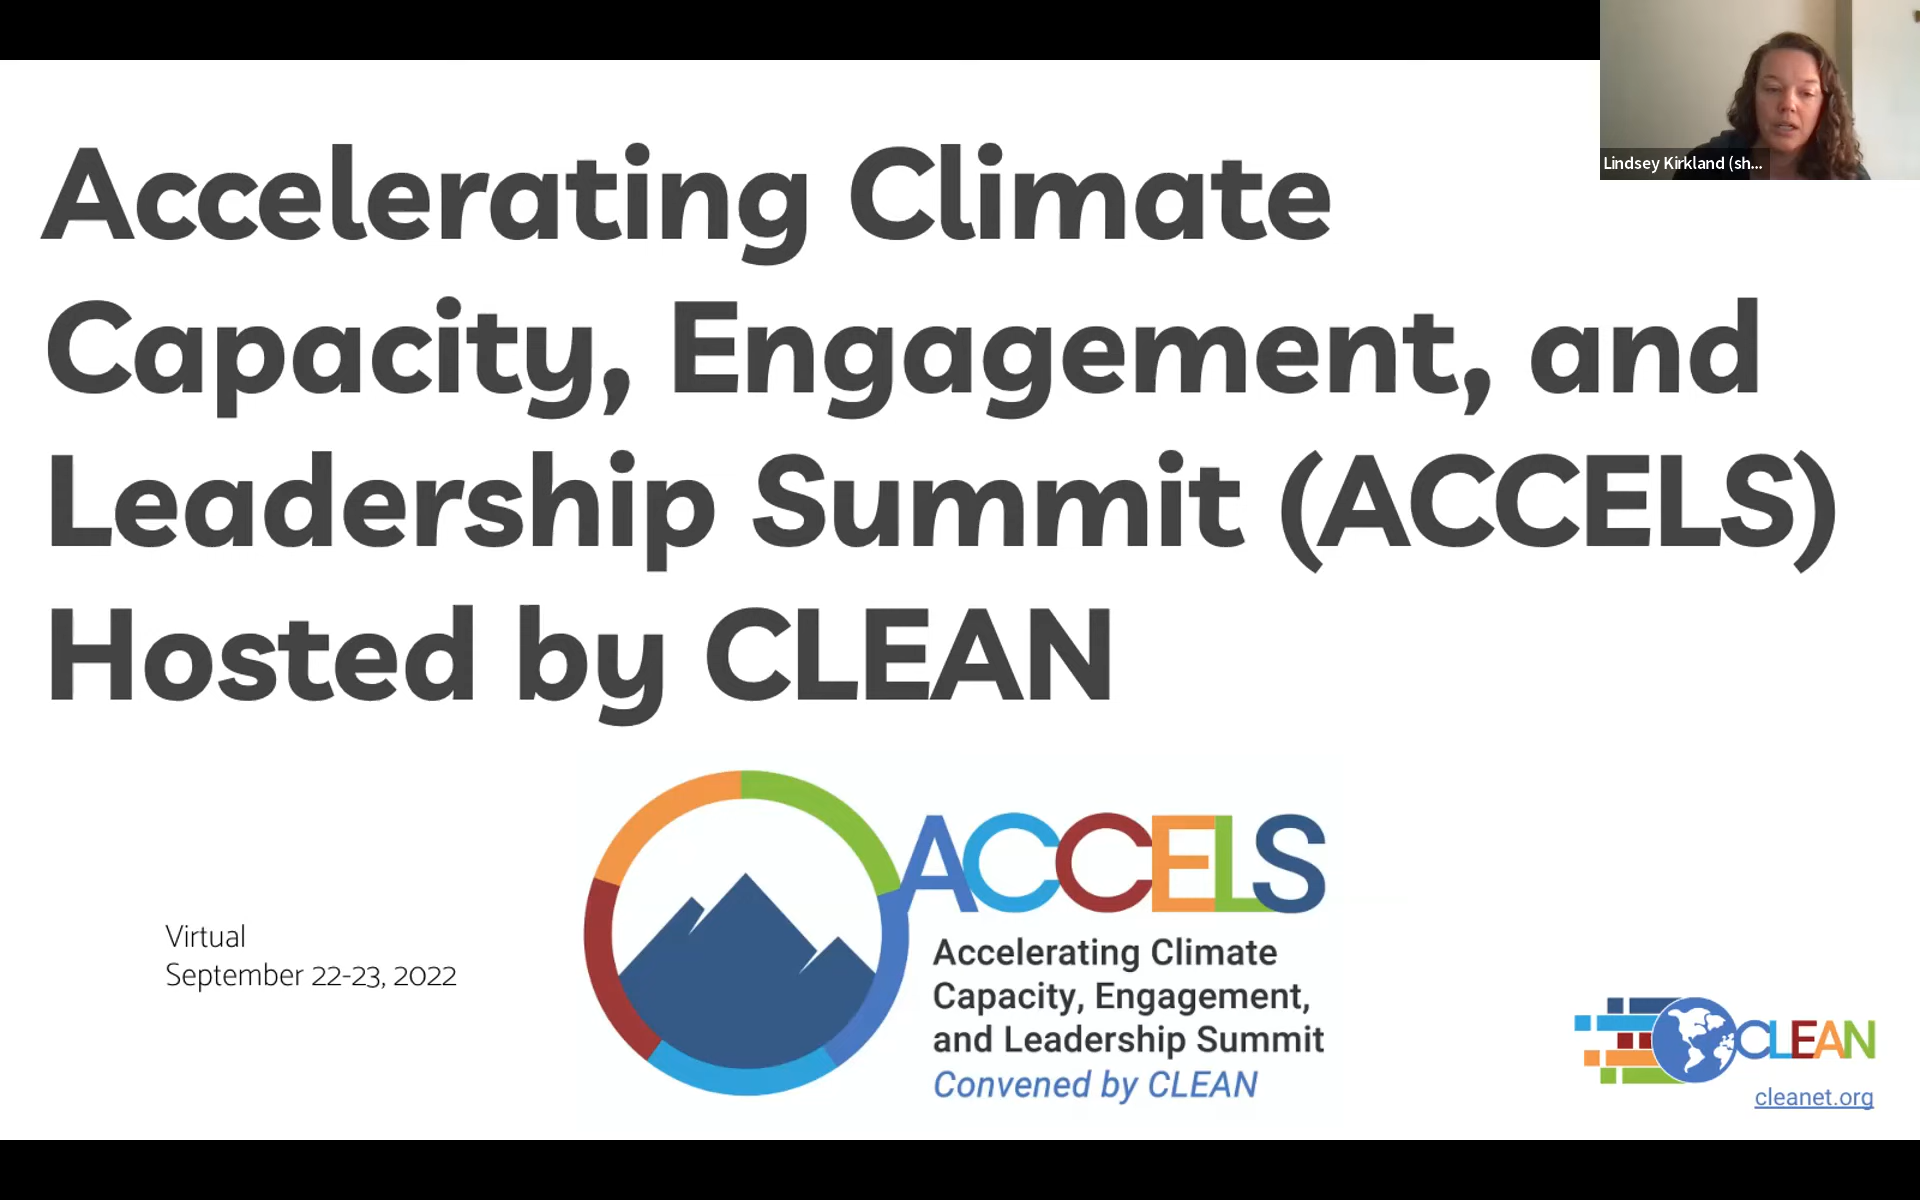 Lindsey Kirkland (sh...
Accelerating Climate
Capacity, Engagement, and
Leadership Summit (ACCELS)
Hosted by CLEAN
Virtual
September 22-23, 2022
ACCELS
Accelerating Climate
Capacity, Engagement,
and Leadership Summit
Convened by CLEAN
CLEAN
cleanet.org